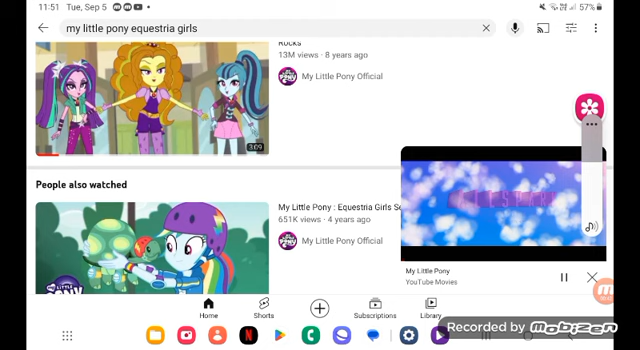 11:51 Tue, Sep 5
57%
my little pony equestria girls
Rocks
13M views · 8 years ago
My Little Pony Official
3:09
People also watched
My Little Pony : Equestria Girls Se
651K views · 4 years ago
My Little Pony Official
My Little Pony
YouTube Movies
Home
Shorts
Subscriptions
Library
Recorded by Mobizen